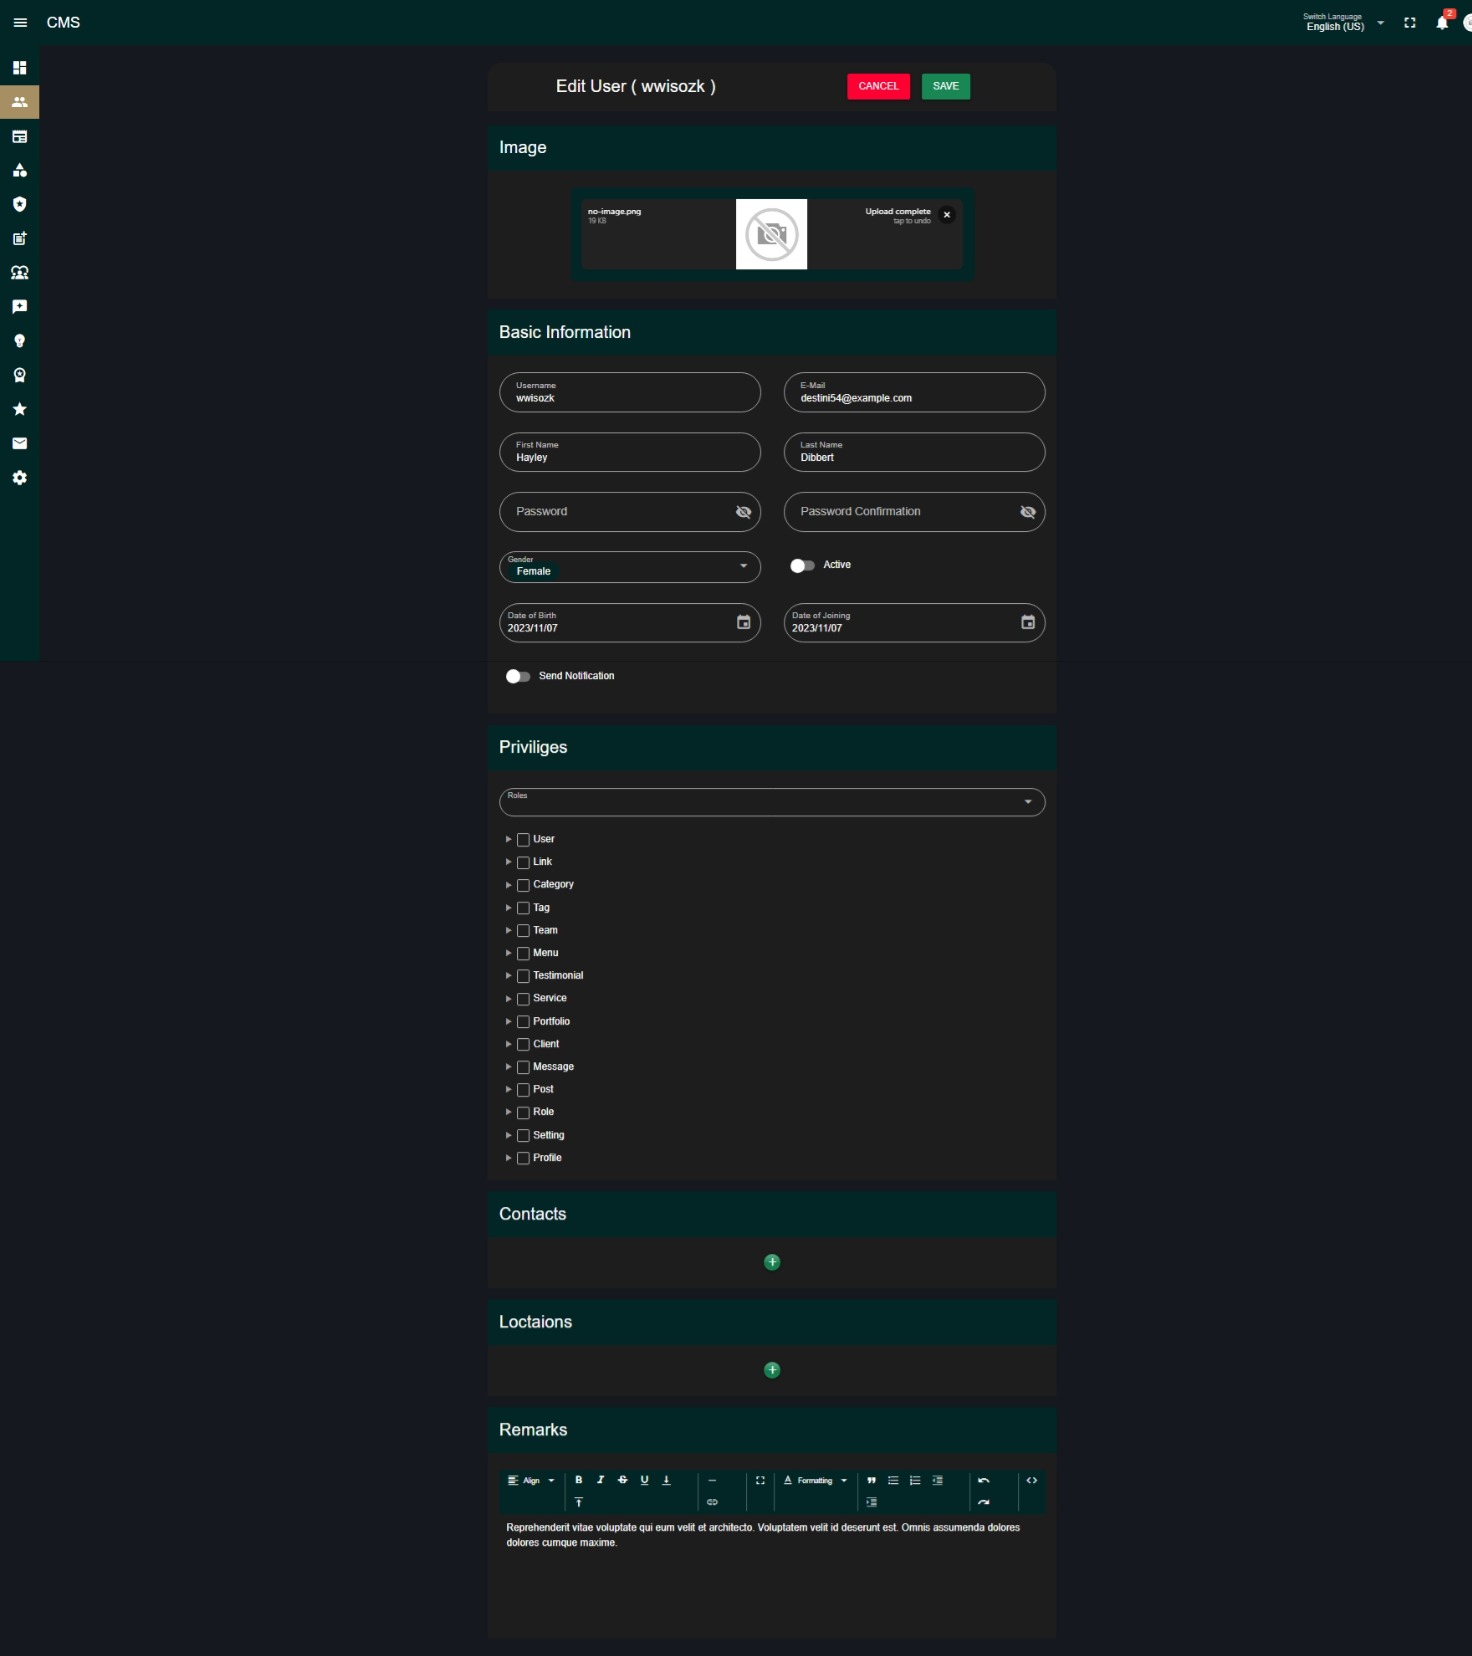 CMS
Switch Language
English (US)
2
Edit User ( wwisozk )
CANCEL
SAVE
Image
no-image.png
19 KB
Upload complete
tap to undo
Basic Information
Username
wwisozk
E-Mail
destini54@example.com
First Name
Hayley
Last Name
Dibbert
Password
Password Confirmation
Gender
Female
Active
Date of Birth
2023/11/07
Date of Joining
2023/11/07
Send Notification
Priviliges
Roles
User
Link
Category
Tag
Team
Menu
Testimonial
Service
Portfolio
Client
Message
Post
Role
Setting
Profile
Contacts
Loctaions
Remarks
Align
Formatting
Reprehenderit vitae voluptate qui eum velit et architecto. Voluptatem velit id deserunt est. Omnis assumenda dolores
dolores cumque maxime.